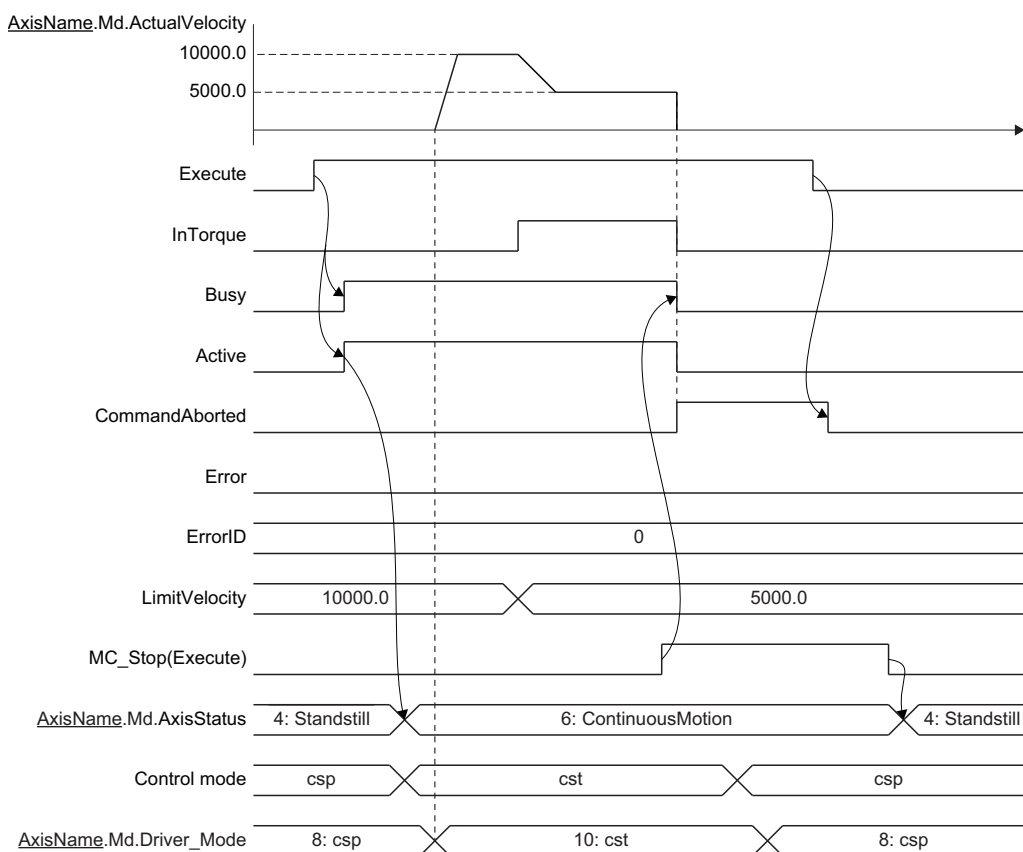 AxisName.Md.ActualVelocity
10000.0
5000.0
Execute
InTorque
Busy
Active
CommandAborted
Error
ErrorID 0
LimitVelocity 10000.0 5000.0
MC_Stop(Execute)
AxisName.Md.AxisStatus 4: Standstill 6: ContinuousMotion 4: Standstill
Control mode csp cst csp
AxisName.Md.Driver_Mode 8: csp 10: cst 8: csp